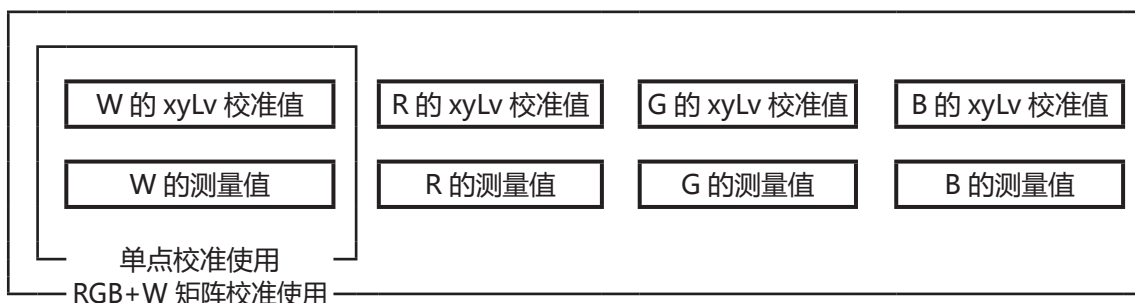 W 的 xyLv 校准值 R 的 xyLv 校准值 G 的 xyLv 校准值 B 的 xyLv 校准值
W 的测量值 R 的测量值 G 的测量值 B 的测量值
单点校准使用
RGB+W 矩阵校准使用